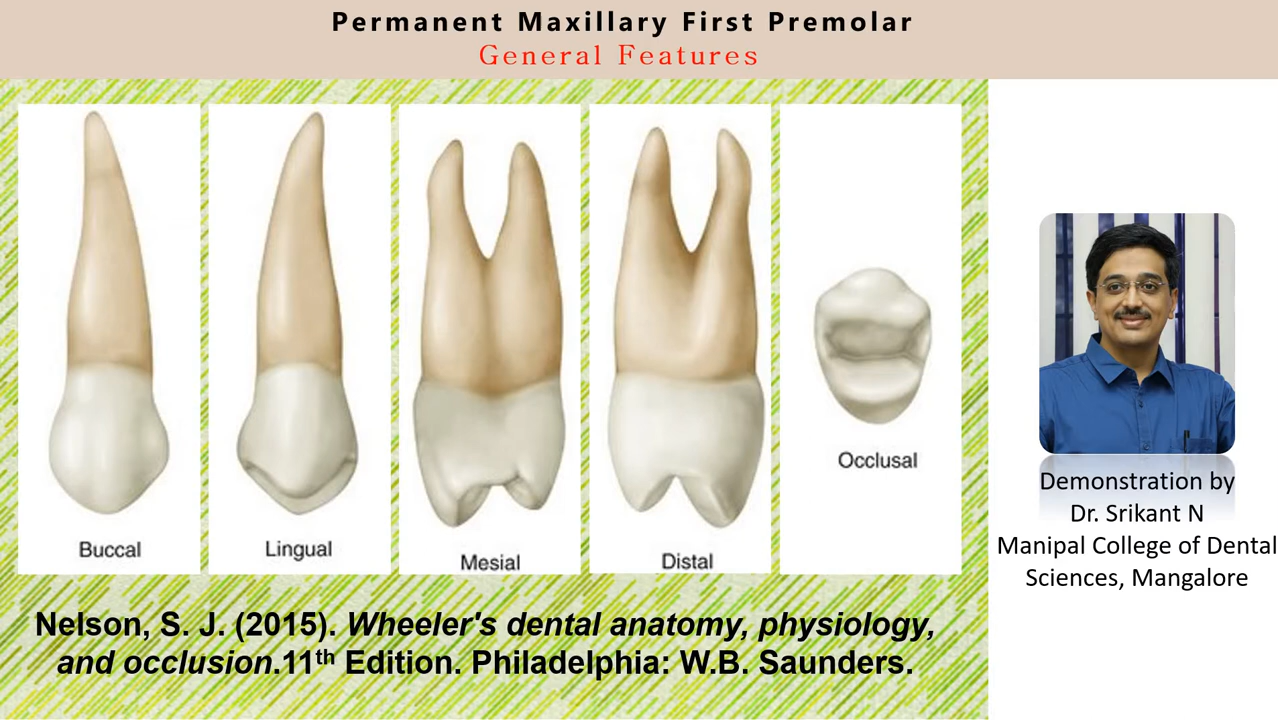 Permanent Maxillary First Premolar
General Features
Buccal
Lingual
Mesial
Distal
Occlusal
Demonstration by
Dr. Srikant N
Manipal College of Dental
Sciences, Mangalore
Nelson, S. J. (2015). Wheeler's dental anatomy, physiology,
and occlusion.11th Edition. Philadelphia: W.B. Saunders.